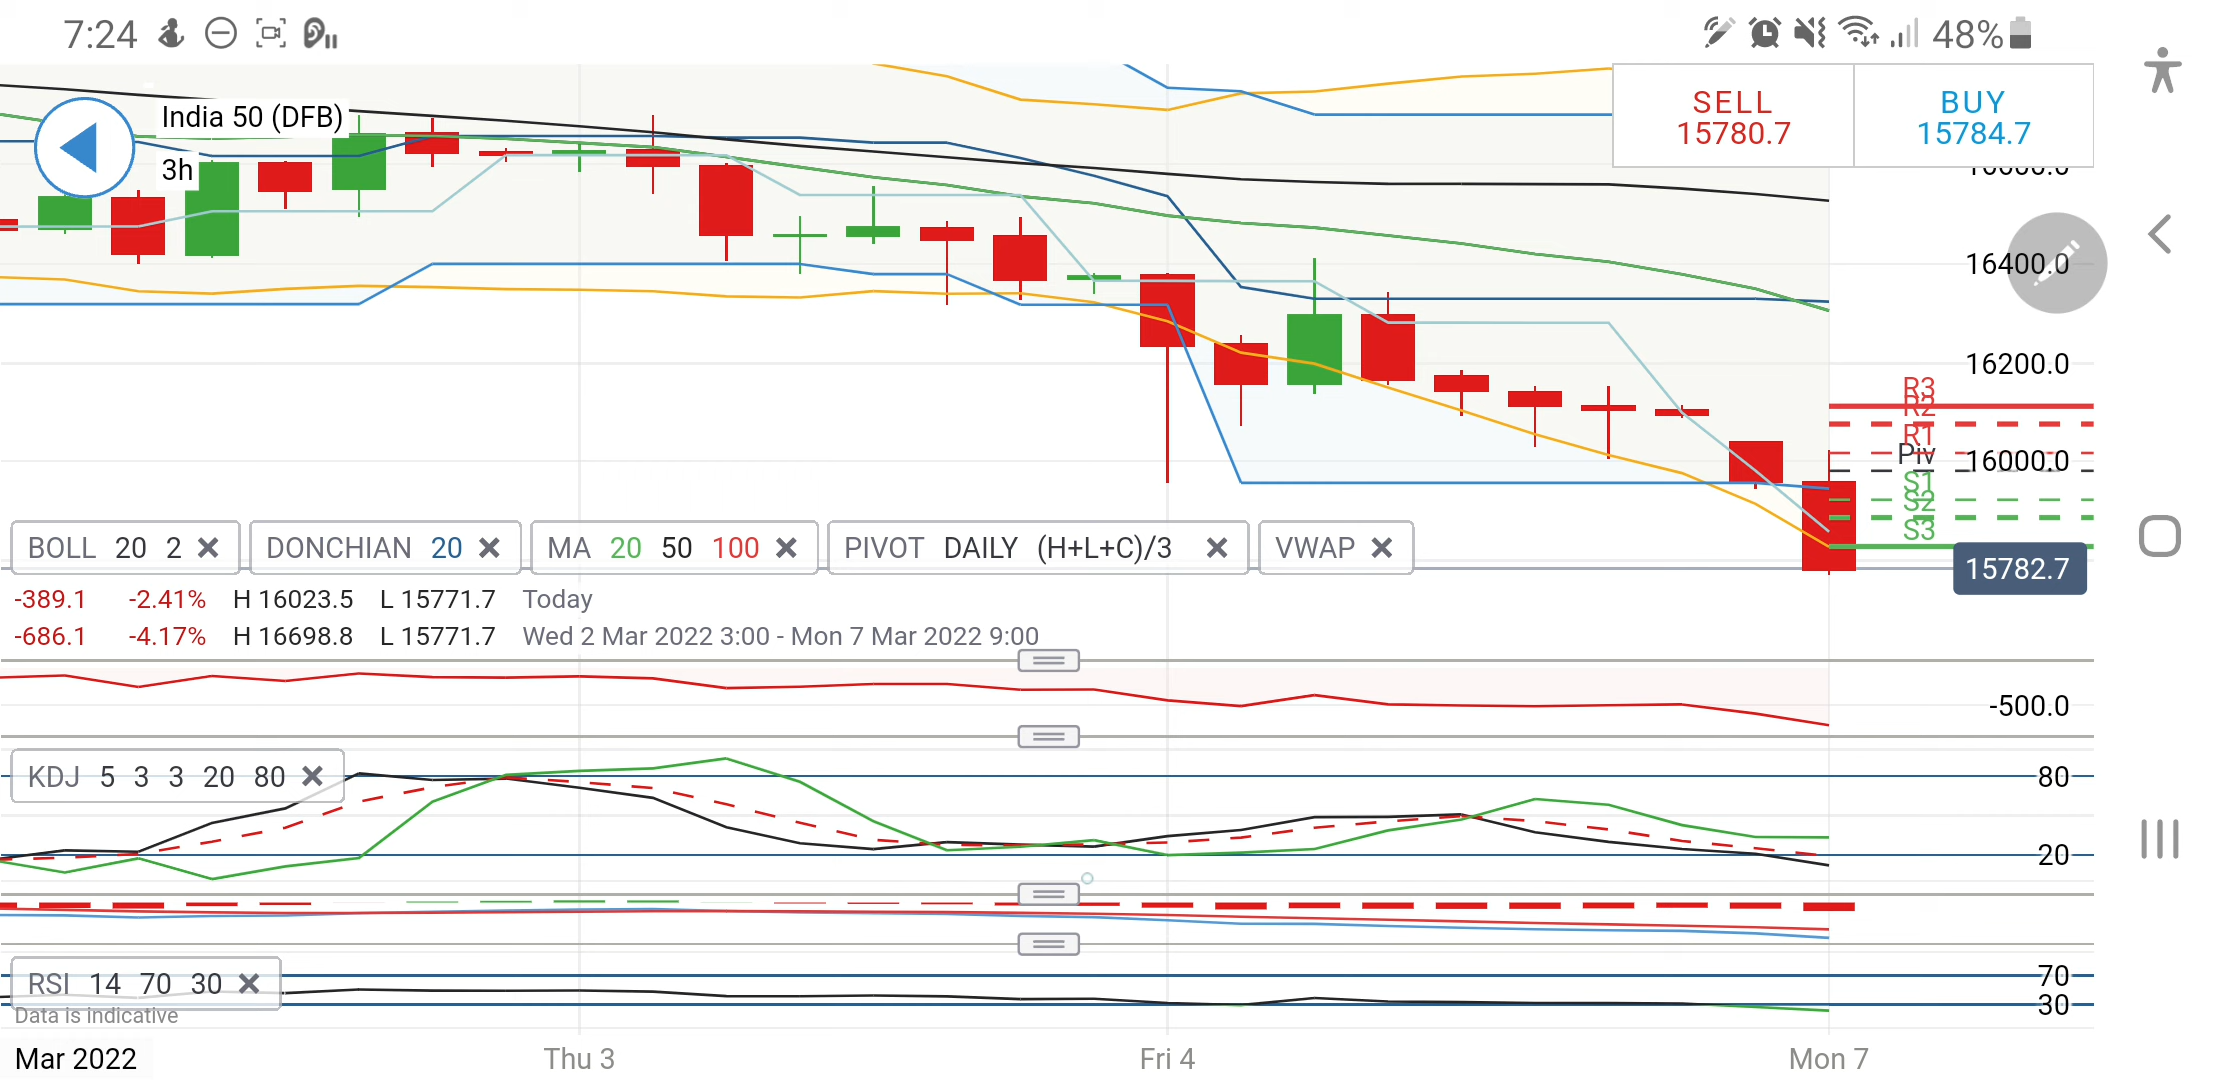 7:24
48%
India 50 (DFB)
3h
SELL
15780.7
BUY
15784.7
16400.0
16200.0
R3
R2
R1
Piv
16000.0
S1
S2
S3
15782.7
BOLL 20 2
DONCHIAN 20
MA 20 50 100
PIVOT DAILY (H+L+C)/3
VWAP
-389.1 -2.41% H 16023.5 L 15771.7 Today
-686.1 -4.17% H 16698.8 L 15771.7 Wed 2 Mar 2022 3:00 - Mon 7 Mar 2022 9:00
-500.0
KDJ 5 3 3 20 80
80
20
RSI 14 70 30
70
30
Data is indicative
Mar 2022 Thu 3 Fri 4 Mon 7